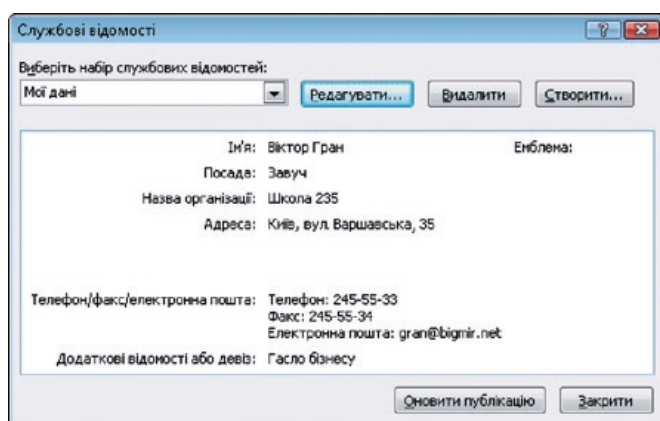 Службові відомості
Виберіть набір службових відомостей:
Мої дані Редагувати... Видалити Створити...
Ім'я: Віктор Гран Емблема:
Посада: Завуч
Назва організації: Школа 235
Адреса: Київ, вул. Варшавська, 35
Телефон/факс/електронна пошта: Телефон: 245-55-33
Факс: 245-55-34
Електронна пошта: gran@bigmir.net
Додаткові відомості або девіз: Гасло бізнесу
Оновити публікацію Закрити